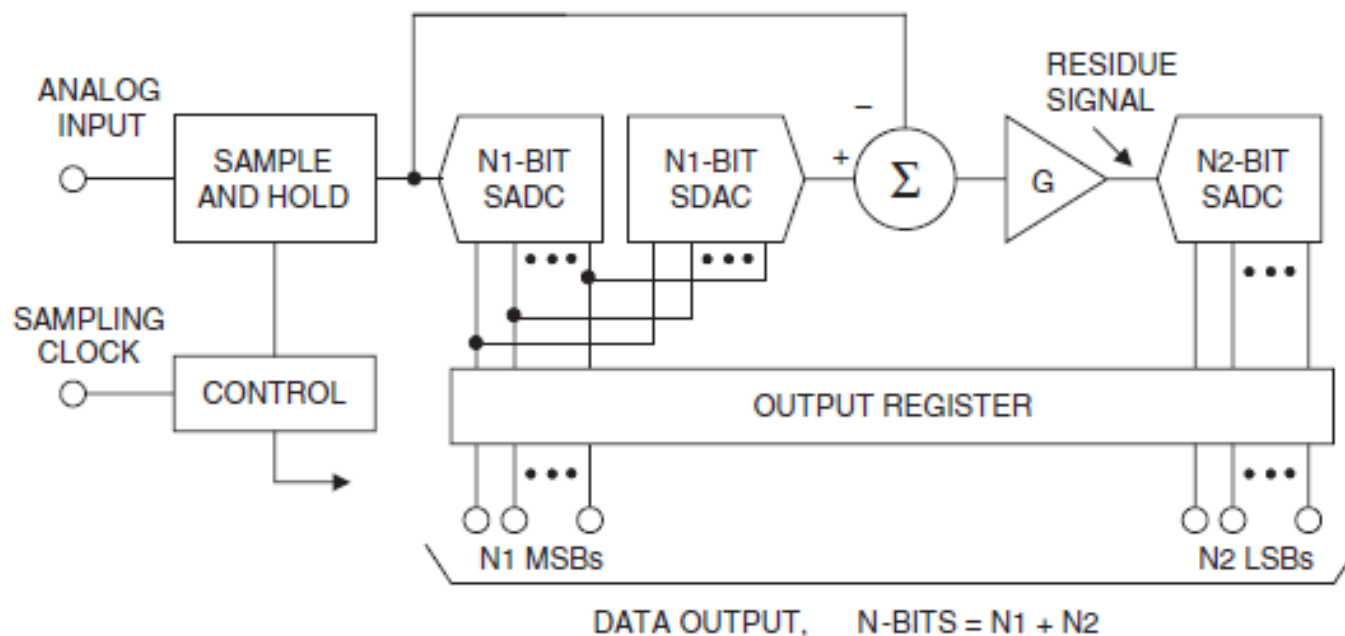 ANALOG
INPUT
SAMPLE
AND HOLD
N1-BIT
SADC
N1-BIT
SDAC
−
+
Σ
G
RESIDUE
SIGNAL
N2-BIT
SADC
SAMPLING
CLOCK
CONTROL
OUTPUT REGISTER
N1 MSBs
N2 LSBs
DATA OUTPUT, N-BITS = N1 + N2